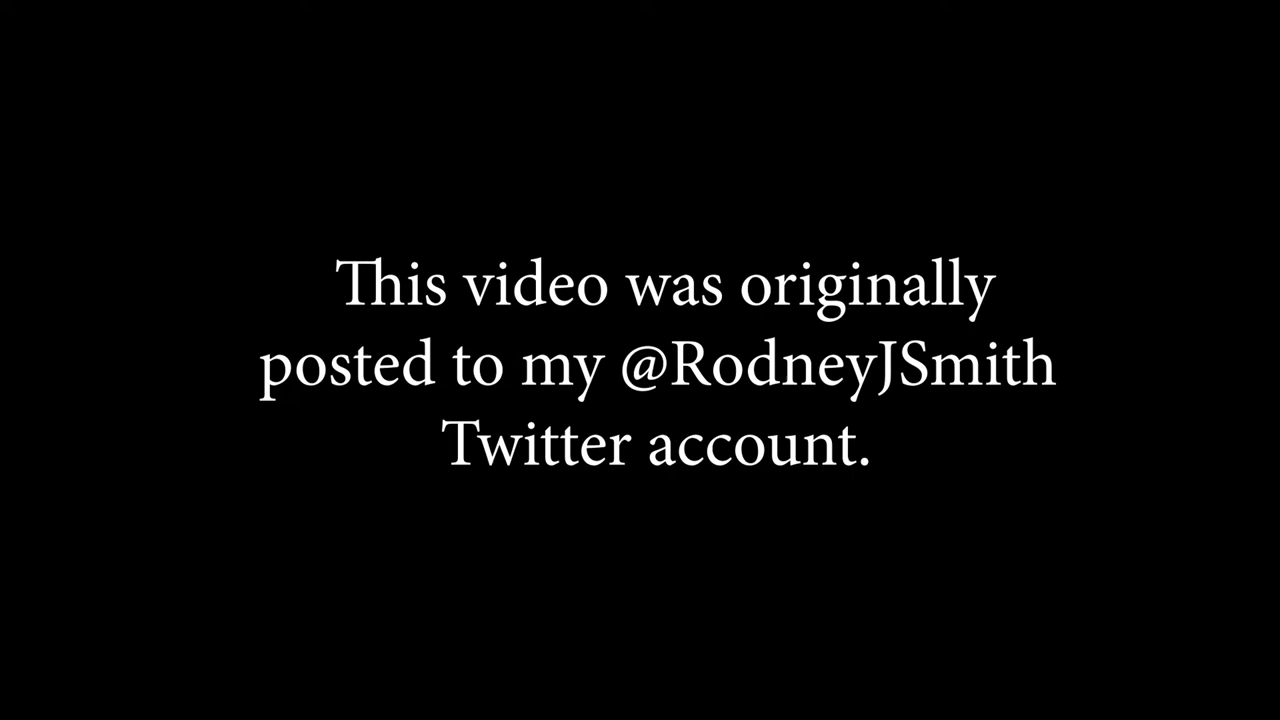 This video was originally
posted to my @RodneyJSmith
Twitter account.